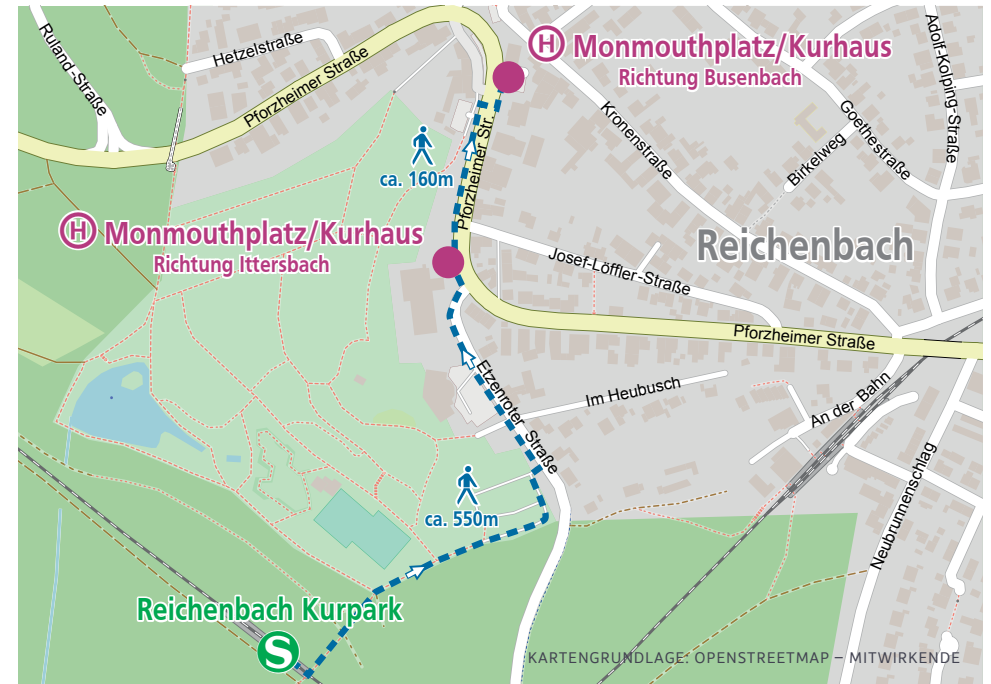 Ruland-Straße
Hetzelstraße
Pforzheimer Straße
H Monmouthplatz/Kurhaus
Richtung Busenbach
Adolf-Kolping-Straße
Goethestraße
Birkelweg
Kronenstraße
ca. 160m
Pforzheimer Str.
H Monmouthplatz/Kurhaus
Richtung Ittersbach
Reichenbach
Josef-Löffler-Straße
Pforzheimer Straße
Etzenroter Straße
Im Heubusch
An der Bahn
Neubrunnenschlag
ca. 550m
Reichenbach Kurpark
S
KARTENGRUNDLAGE: OPENSTREETMAP – MITWIRKENDE